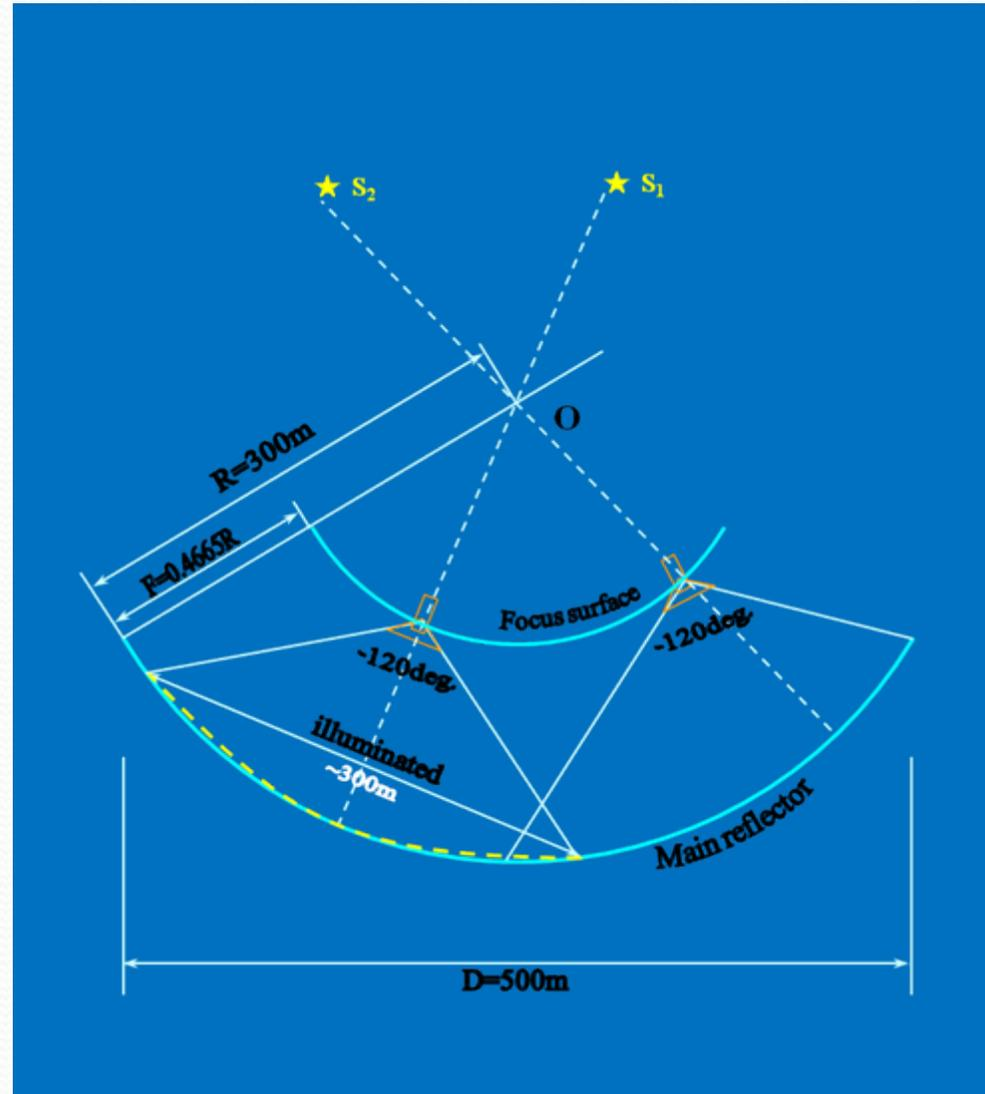 S₂
S₁
O
R=300m
F=0.4665R
Focus surface
-120deg.
-120deg.
illuminated
~300m
Main reflector
D=500m